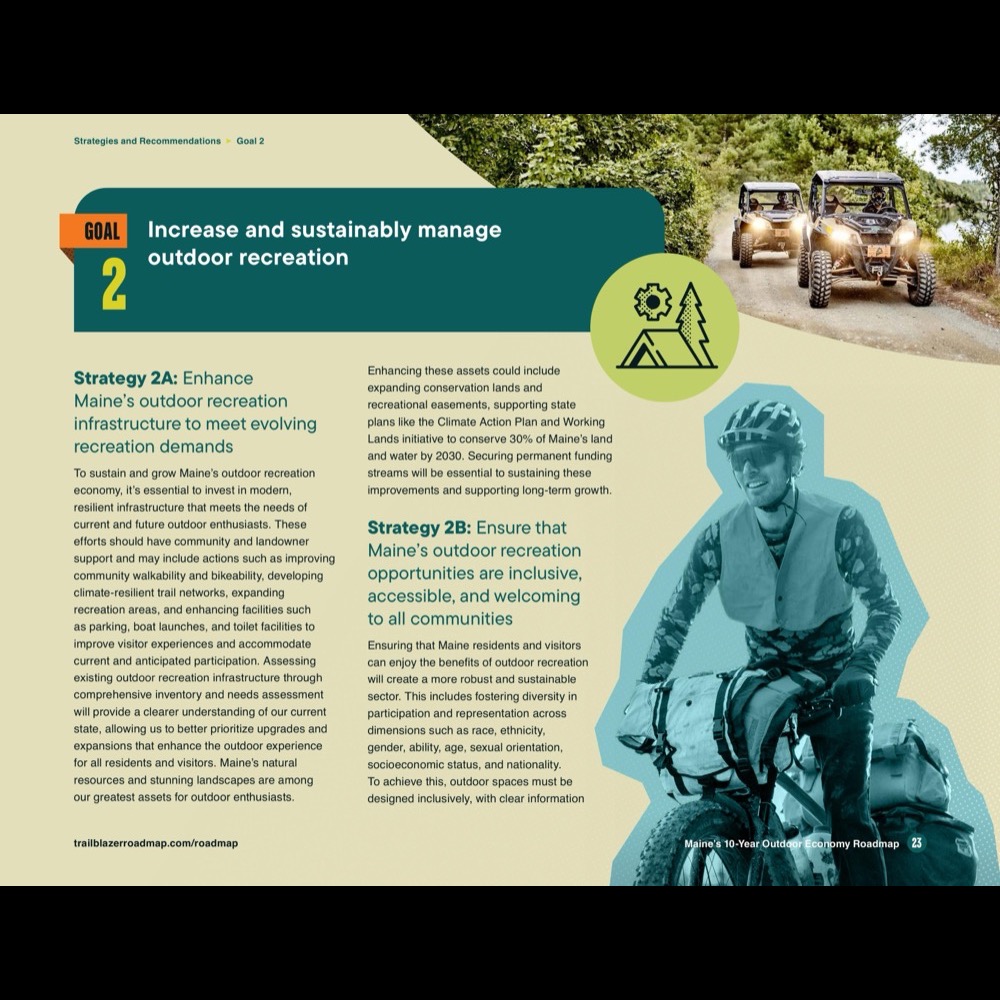 Strategies and Recommendations ► Goal 2
GOAL
2
Increase and sustainably manage
outdoor recreation
Strategy 2A: Enhance
Maine's outdoor recreation
infrastructure to meet evolving
recreation demands
To sustain and grow Maine's outdoor recreation
economy, it's essential to invest in modern,
resilient infrastructure that meets the needs of
current and future outdoor enthusiasts. These
efforts should have community and landowner
support and may include actions such as improving
community walkability and bikeability, developing
climate-resilient trail networks, expanding
recreation areas, and enhancing facilities such
as parking, boat launches, and toilet facilities to
improve visitor experiences and accommodate
current and anticipated participation. Assessing
existing outdoor recreation infrastructure through
comprehensive inventory and needs assessment
will provide a clearer understanding of our current
state, allowing us to better prioritize upgrades and
expansions that enhance the outdoor experience
for all residents and visitors. Maine's natural
resources and stunning landscapes are among
our greatest assets for outdoor enthusiasts.
Enhancing these assets could include
expanding conservation lands and
recreational easements, supporting state
plans like the Climate Action Plan and Working
Lands initiative to conserve 30% of Maine's land
and water by 2030. Securing permanent funding
streams will be essential to sustaining these
improvements and supporting long-term growth.
Strategy 2B: Ensure that
Maine's outdoor recreation
opportunities are inclusive,
accessible, and welcoming
to all communities
Ensuring that Maine residents and visitors
can enjoy the benefits of outdoor recreation
will create a more robust and sustainable
sector. This includes fostering diversity in
participation and representation across
dimensions such as race, ethnicity,
gender, ability, age, sexual orientation,
socioeconomic status, and nationality.
To achieve this, outdoor spaces must be
designed inclusively, with clear information
trailblazerroadmap.com/roadmap
Maine's 10-Year Outdoor Economy Roadmap 23